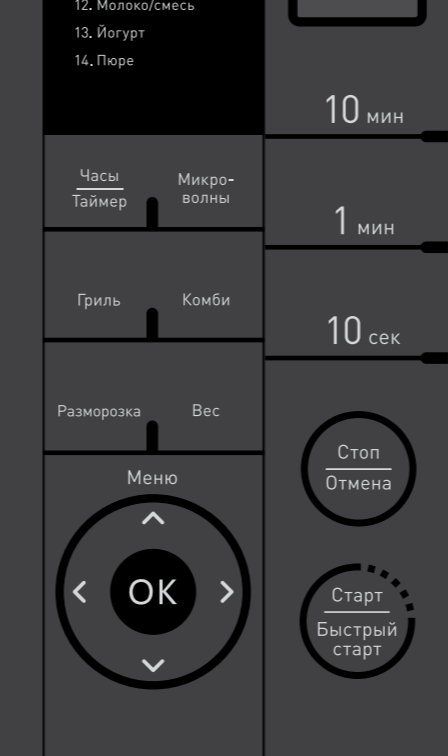 12. Молоко/смесь
13. Йогурт
14. Пюре
10 мин
Часы
Таймер
Микро-
волны
1 мин
Гриль
Комби
10 сек
Разморозка
Вес
Стоп
Отмена
Меню
OK
Старт
Быстрый
старт